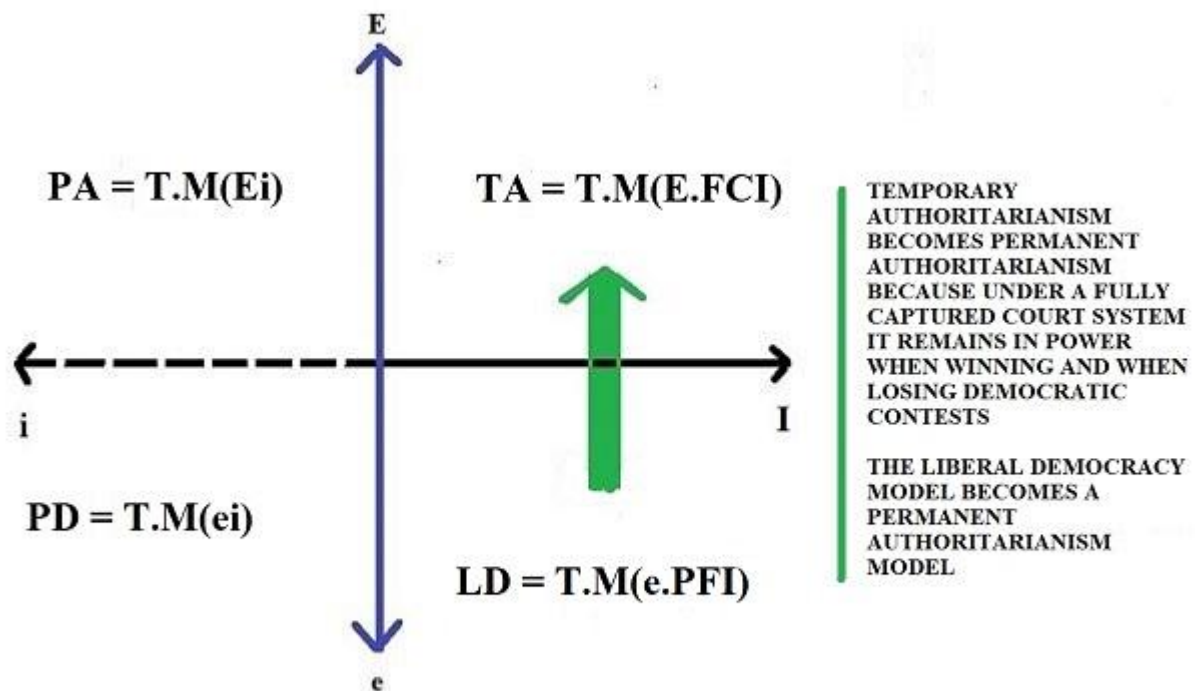 E
PA = T.M(Ei)
TA = T.M(E.FCI)
i
I
PD = T.M(ei)
LD = T.M(e.PFI)
e
TEMPORARY
AUTHORITARIANISM
BECOMES PERMANENT
AUTHORITARIANISM
BECAUSE UNDER A FULLY
CAPTURED COURT SYSTEM
IT REMAINS IN POWER
WHEN WINNING AND WHEN
LOSING DEMOCRATIC
CONTESTS
THE LIBERAL DEMOCRACY
MODEL BECOMES A
PERMANENT
AUTHORITARIANISM
MODEL